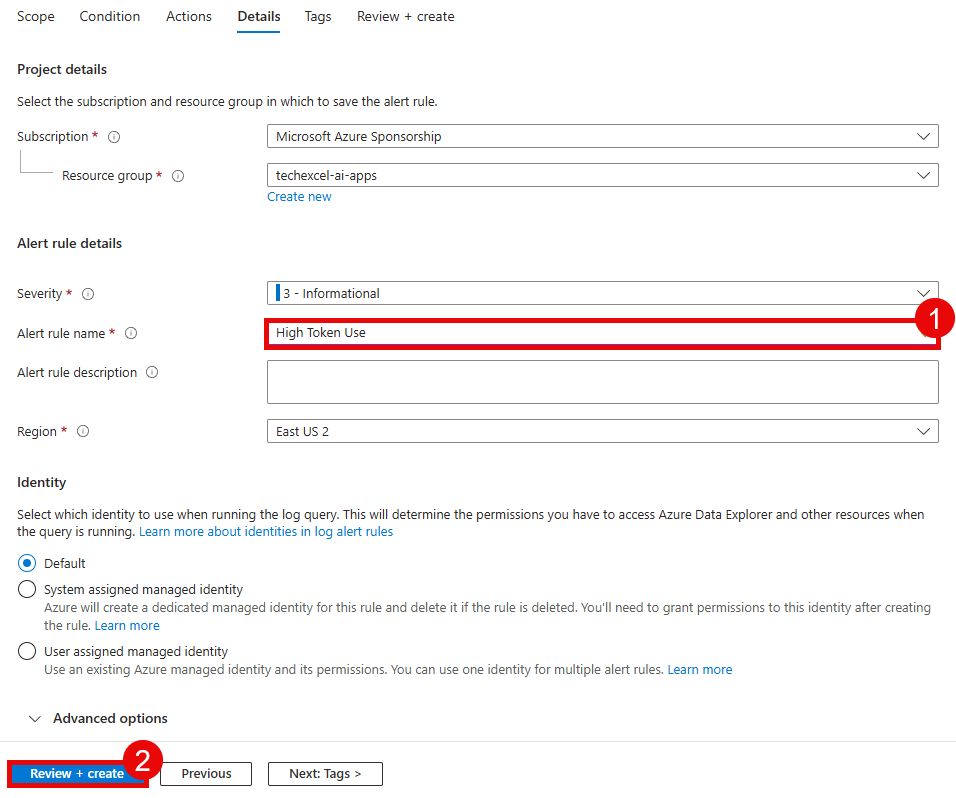 Scope Condition Actions Details Tags Review + create
Project details
Select the subscription and resource group in which to save the alert rule.
Subscription * Microsoft Azure Sponsorship
Resource group * techexcel-ai-apps
Create new
Alert rule details
Severity * 3 - Informational
1
Alert rule name * High Token Use
Alert rule description
Region * East US 2
Identity
Select which identity to use when running the log query. This will determine the permissions you have to access Azure Data Explorer and other resources when
the query is running. Learn more about identities in log alert rules
Default
System assigned managed identity
Azure will create a dedicated managed identity for this rule and delete it if the rule is deleted. You'll need to grant permissions to this identity after creating
the rule. Learn more
User assigned managed identity
Use an existing Azure managed identity and its permissions. You can use one identity for multiple alert rules. Learn more
Advanced options
2
Review + create Previous Next: Tags >